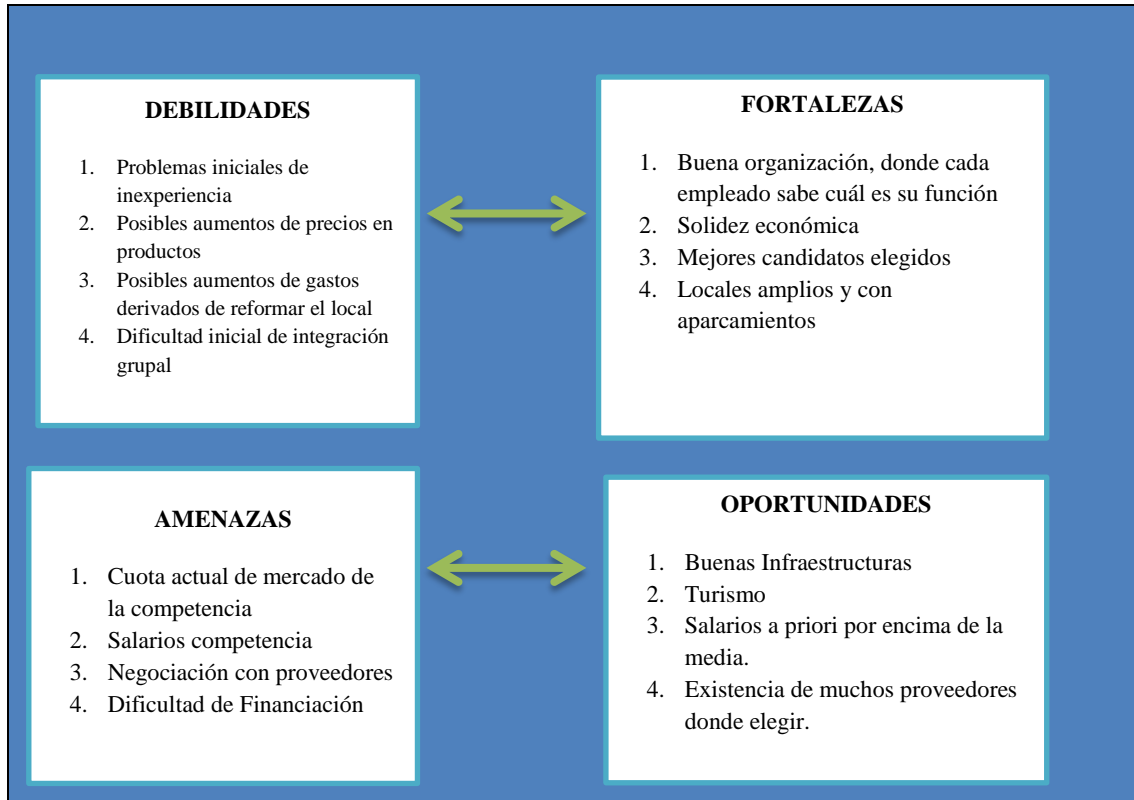 DEBILIDADES
1. Problemas iniciales de
inexperiencia
2. Posibles aumentos de precios en
productos
3. Posibles aumentos de gastos
derivados de reformar el local
4. Dificultad inicial de integración
grupal
FORTALEZAS
1. Buena organización, donde cada
empleado sabe cuál es su función
2. Solidez económica
3. Mejores candidatos elegidos
4. Locales amplios y con
aparcamientos
AMENAZAS
1. Cuota actual de mercado de
la competencia
2. Salarios competencia
3. Negociación con proveedores
4. Dificultad de Financiación
OPORTUNIDADES
1. Buenas Infraestructuras
2. Turismo
3. Salarios a priori por encima de la
media.
4. Existencia de muchos proveedores
donde elegir.